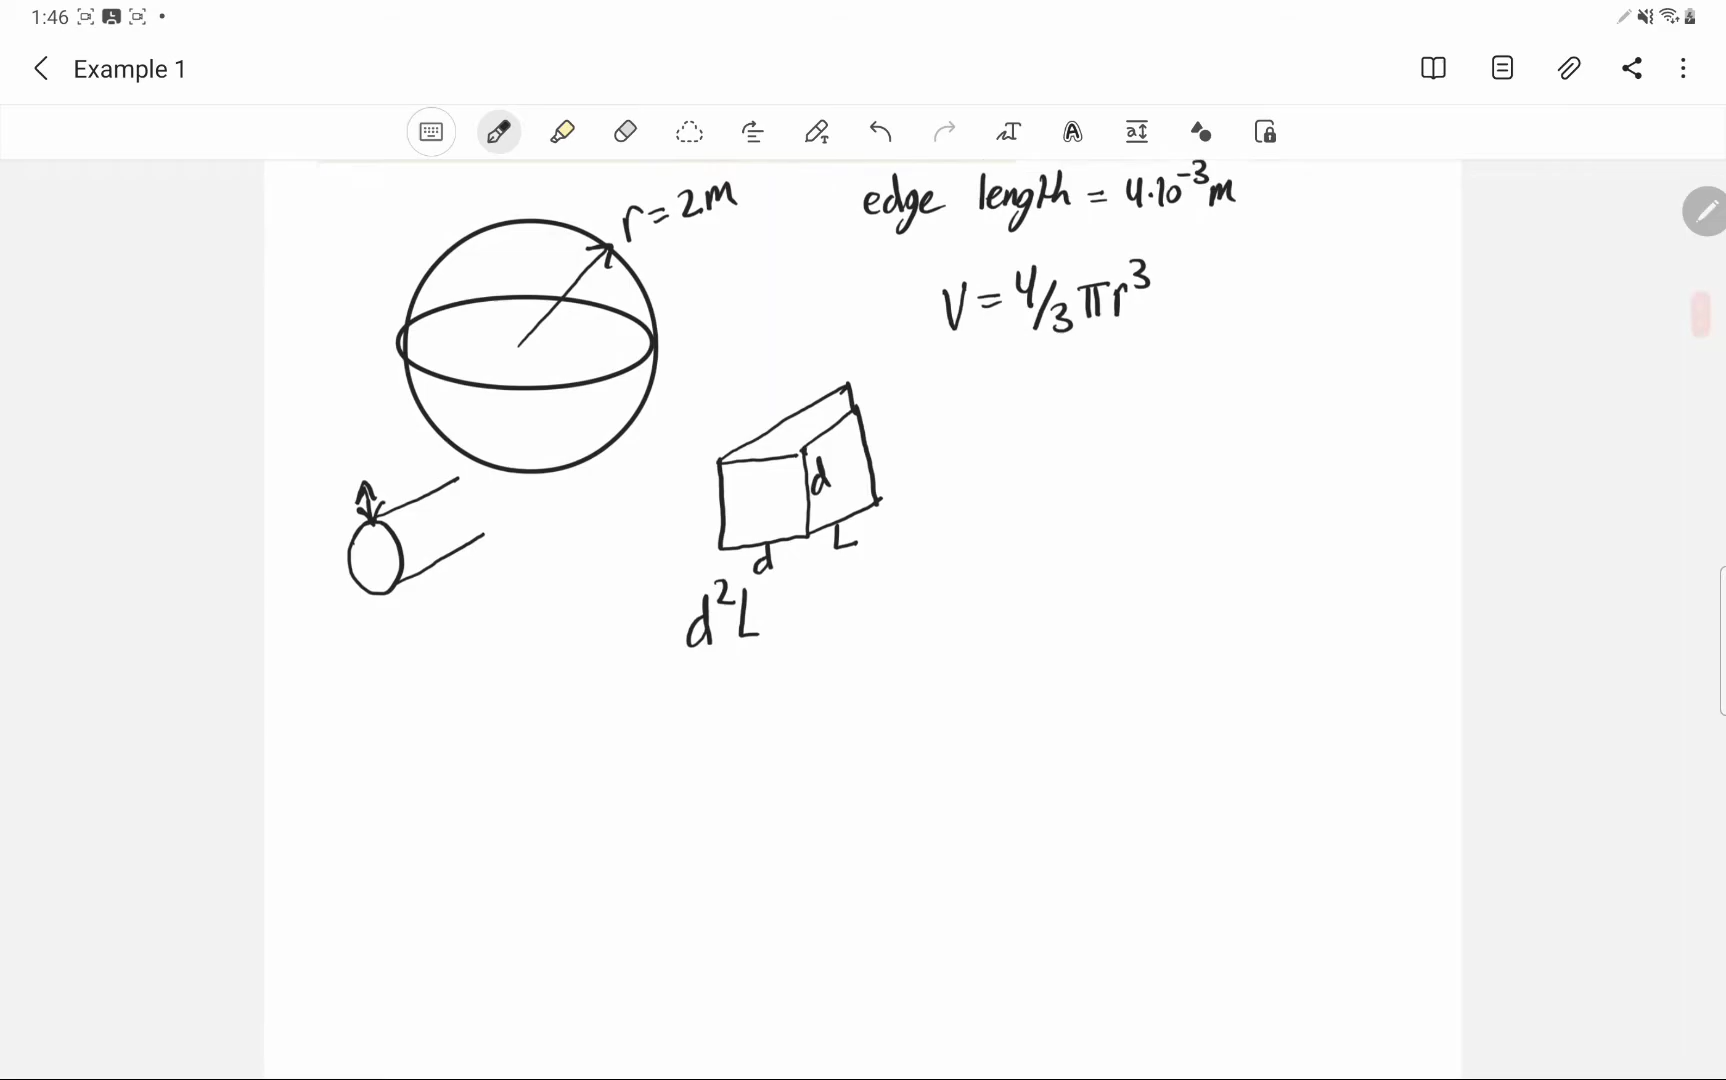 1:46
Example 1
r=2m
edge length = 4·10⁻³m
V = 4/3 πr³
d
d
L
d²L